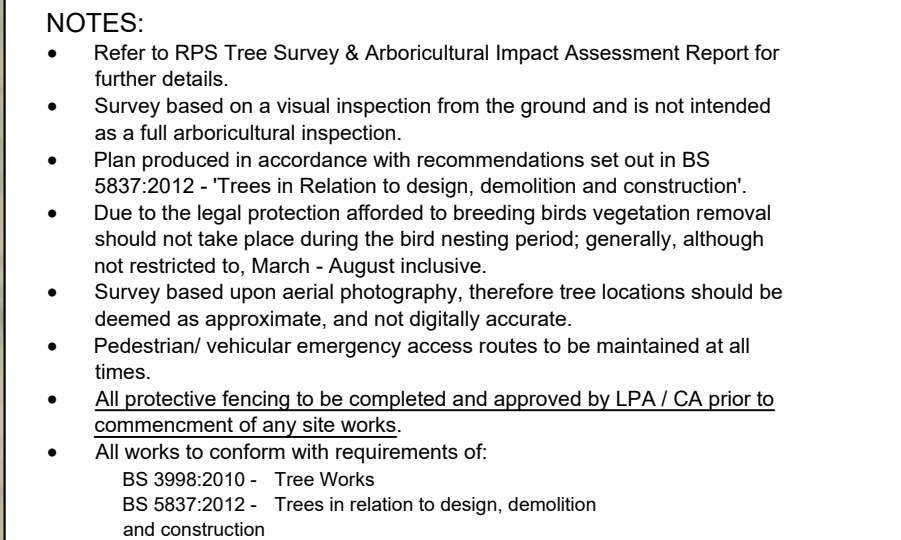 NOTES:
• Refer to RPS Tree Survey & Arboricultural Impact Assessment Report for
further details.
• Survey based on a visual inspection from the ground and is not intended
as a full arboricultural inspection.
• Plan produced in accordance with recommendations set out in BS
5837:2012 - 'Trees in Relation to design, demolition and construction'.
• Due to the legal protection afforded to breeding birds vegetation removal
should not take place during the bird nesting period; generally, although
not restricted to, March - August inclusive.
• Survey based upon aerial photography, therefore tree locations should be
deemed as approximate, and not digitally accurate.
• Pedestrian/ vehicular emergency access routes to be maintained at all
times.
• All protective fencing to be completed and approved by LPA / CA prior to
commencment of any site works.
• All works to conform with requirements of:
BS 3998:2010 - Tree Works
BS 5837:2012 - Trees in relation to design, demolition
and construction